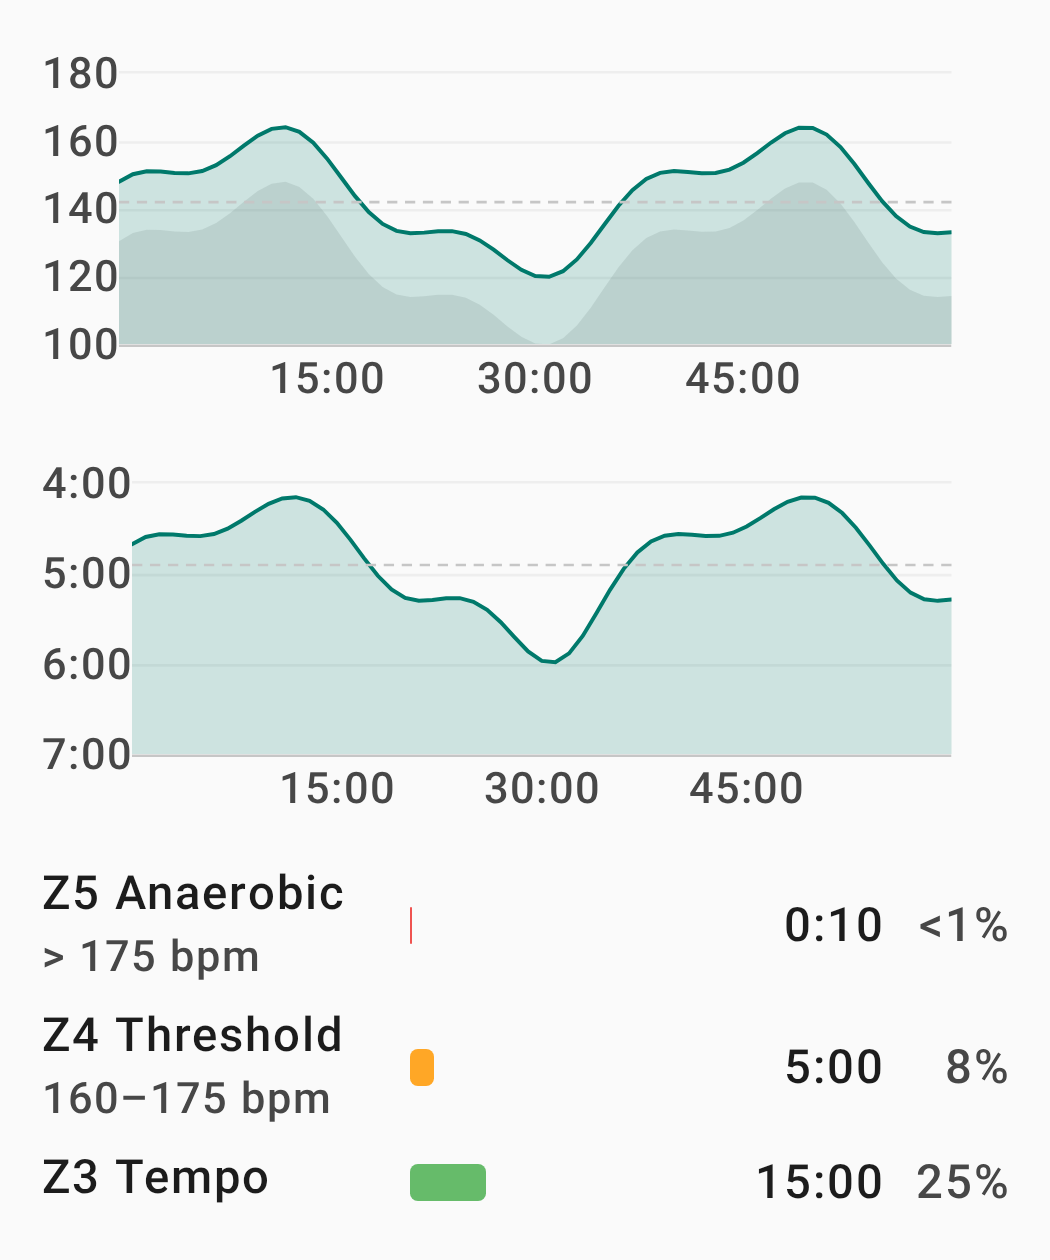 180
160
140
120
100
15:00 30:00 45:00
4:00
5:00
6:00
7:00
15:00 30:00 45:00
Z5 Anaerobic
> 175 bpm
0:10 <1%
Z4 Threshold
160–175 bpm
5:00 8%
Z3 Tempo
15:00 25%